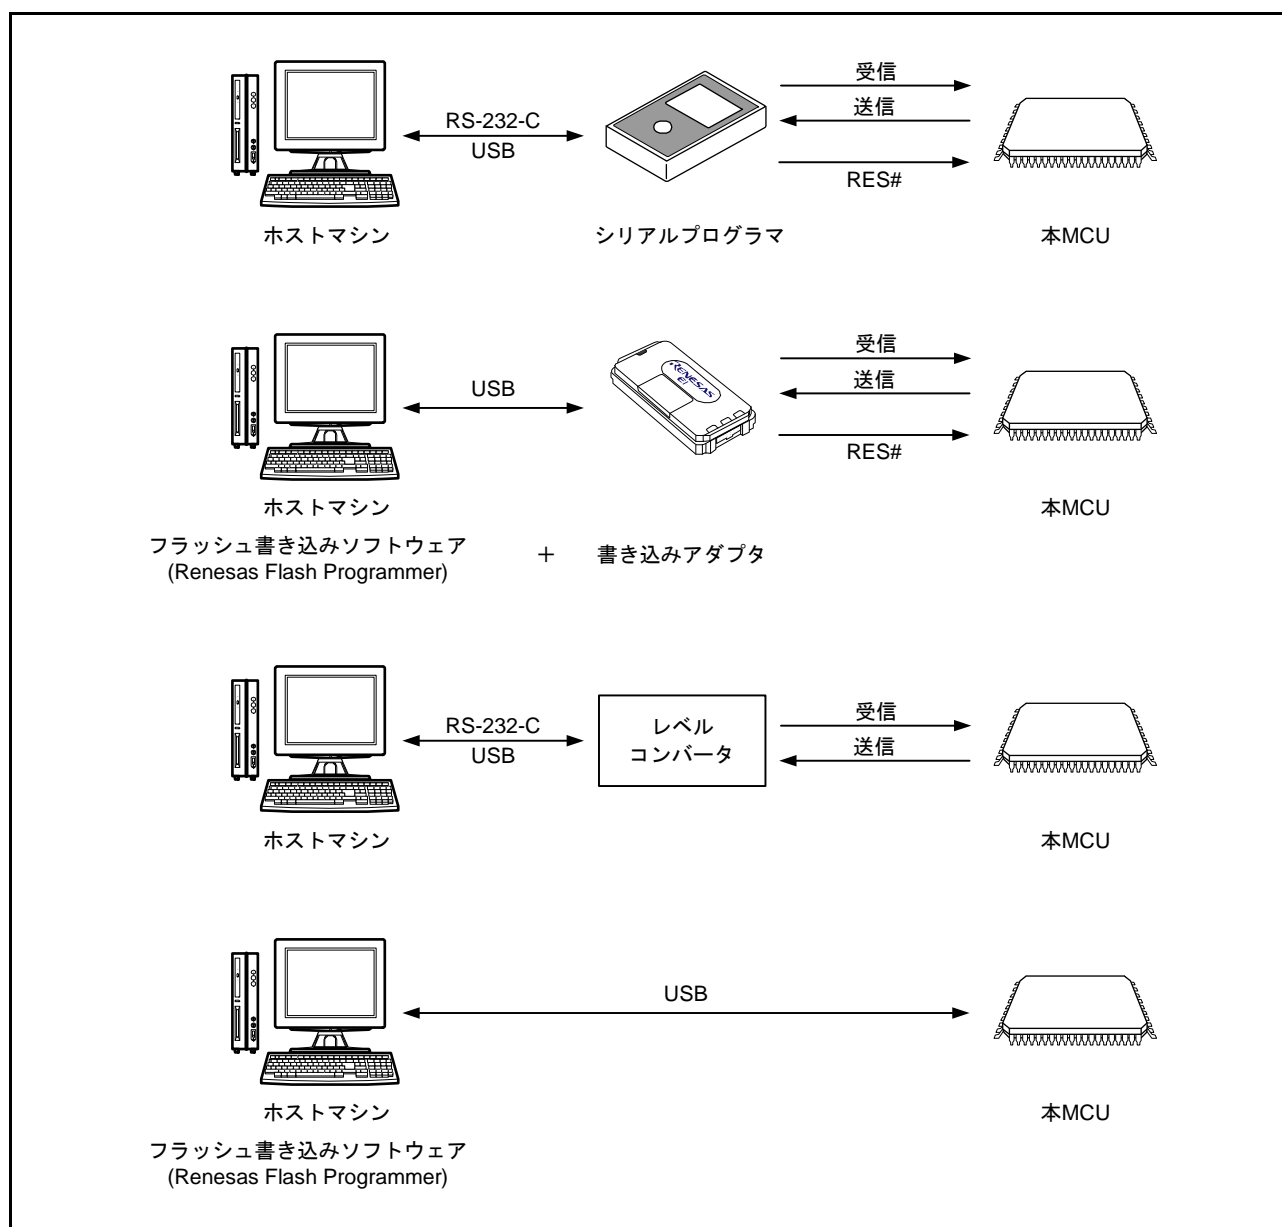 受信
RS-232-C
送信
USB
RES#
ホストマシン
シリアルプログラマ
本MCU
受信
USB
送信
RENESAS
E1
RES#
ホストマシン
本MCU
フラッシュ書き込みソフトウェア
(Renesas Flash Programmer)
+
書き込みアダプタ
受信
RS-232-C
レベル
コンバータ
送信
USB
ホストマシン
本MCU
USB
ホストマシン
本MCU
フラッシュ書き込みソフトウェア
(Renesas Flash Programmer)